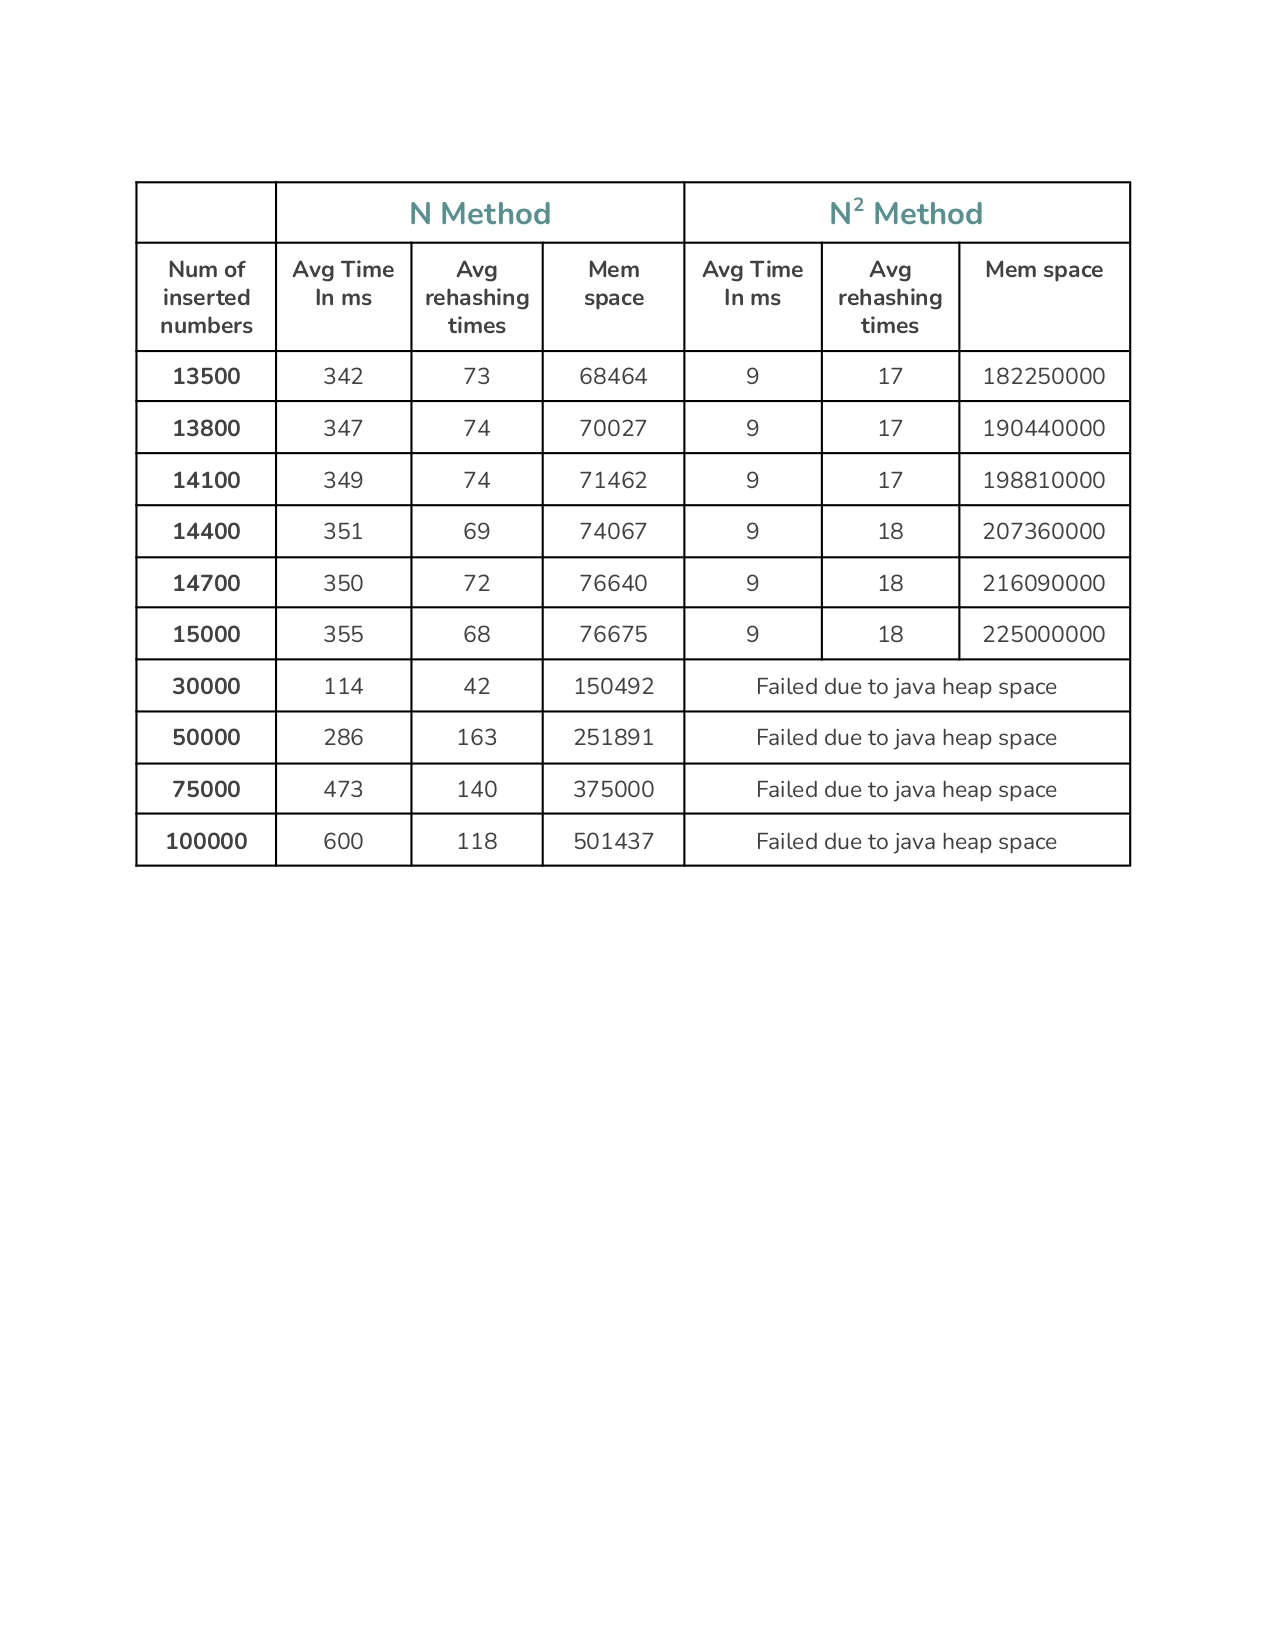 N Method N² Method
Num of inserted numbers Avg Time In ms Avg rehashing times Mem space Avg Time In ms Avg rehashing times Mem space
13500 342 73 68464 9 17 182250000
13800 347 74 70027 9 17 190440000
14100 349 74 71462 9 17 198810000
14400 351 69 74067 9 18 207360000
14700 350 72 76640 9 18 216090000
15000 355 68 76675 9 18 225000000
30000 114 42 150492 Failed due to java heap space
50000 286 163 251891 Failed due to java heap space
75000 473 140 375000 Failed due to java heap space
100000 600 118 501437 Failed due to java heap space